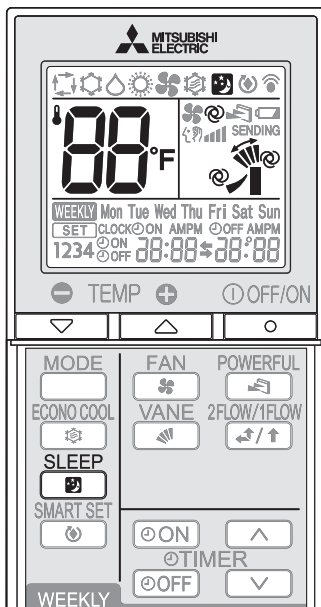 MITSUBISHI
ELECTRIC
SENDING
88°F
WEEKLY Mon Tue Wed Thu Fri Sat Sun
SET CLOCK ON AMPM OFF AMPM
1234 ON OFF 88:88 88:88
TEMP OFF/ON
MODE FAN POWERFUL
ECONO COOL VANE 2FLOW/1FLOW
SLEEP
SMART SET
ON
TIMER
OFF
WEEKLY